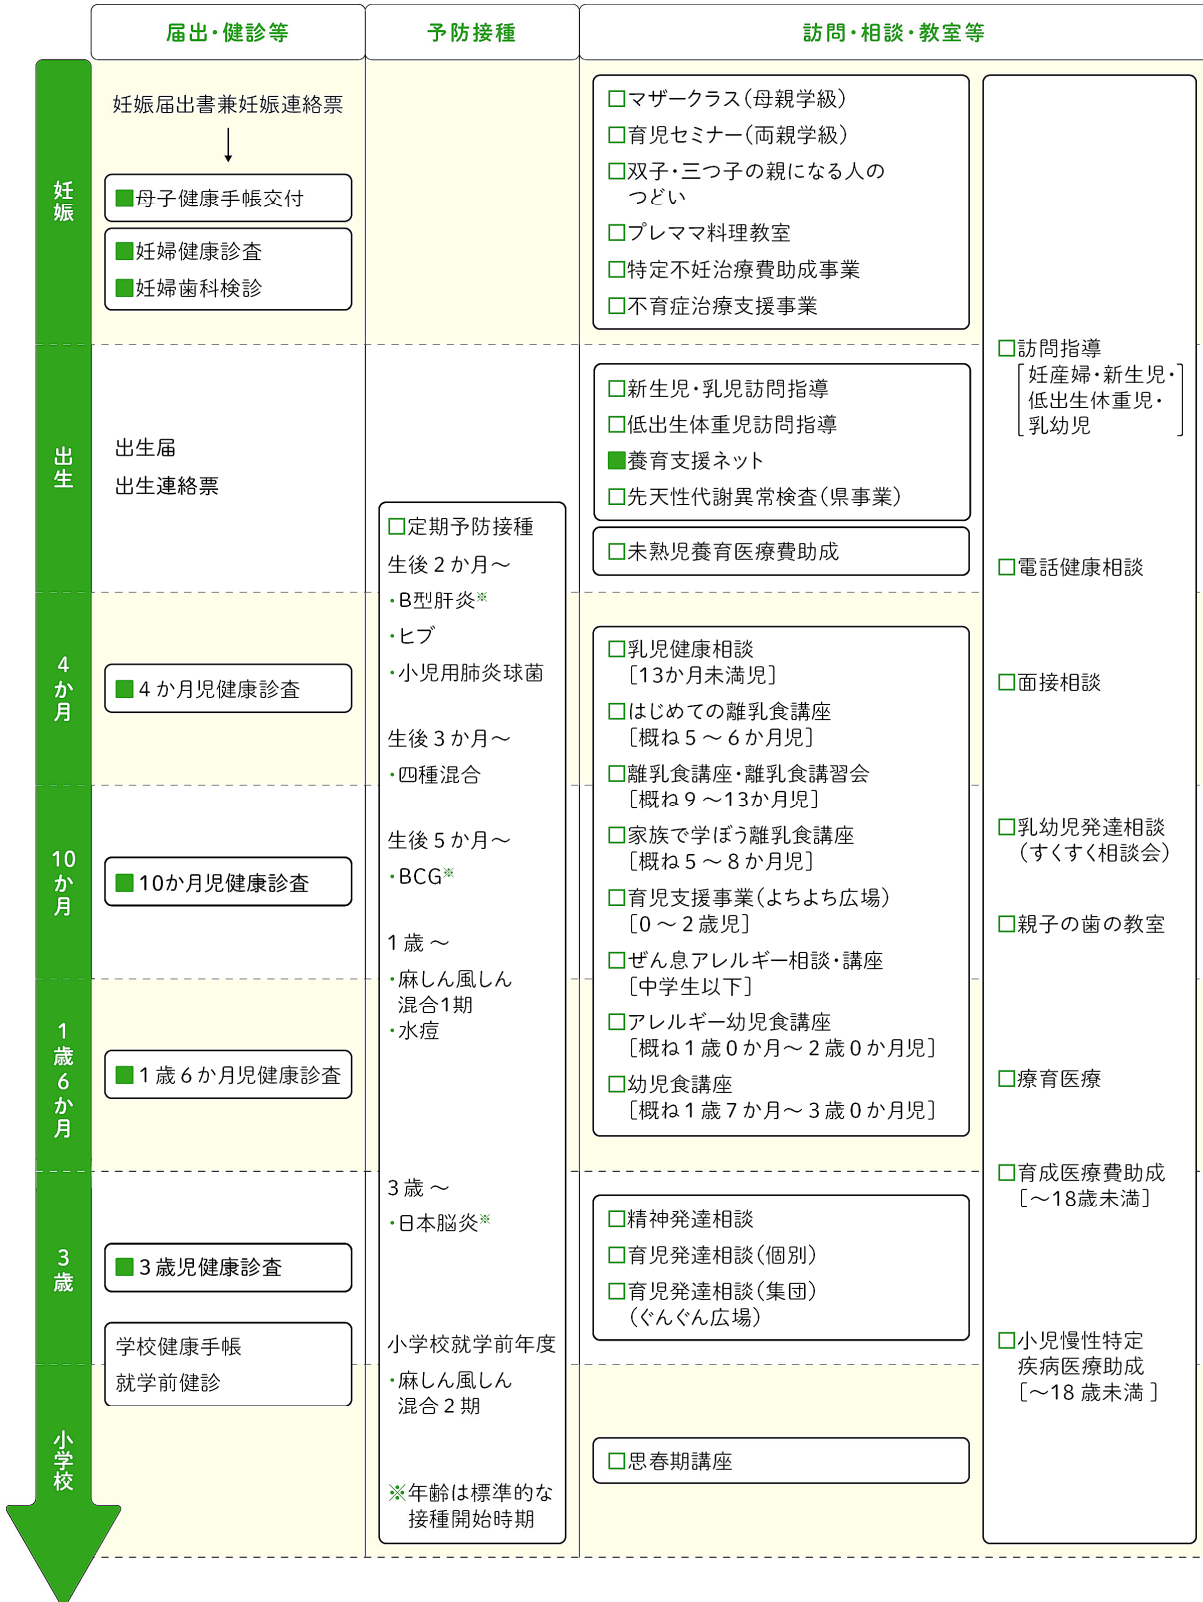 届出・健診等
予防接種
訪問・相談・教室等
妊娠
妊娠届出書兼妊娠連絡票
■母子健康手帳交付
■妊婦健康診査
■妊婦歯科検診
□マザークラス（母親学級）
□育児セミナー（両親学級）
□双子・三つ子の親になる人の
つどい
□プレママ料理教室
□特定不妊治療費助成事業
□不育症治療支援事業
出生
出生届
出生連絡票
□新生児・乳児訪問指導
□低出生体重児訪問指導
■養育支援ネット
□先天性代謝異常検査（県事業）
□未熟児養育医療費助成
4か月
■４か月児健康診査
10か月
■10か月児健康診査
1歳6か月
■１歳６か月児健康診査
3歳
■３歳児健康診査
学校健康手帳
就学前健診
小学校
□定期予防接種
生後２か月～
・B型肝炎※
・ヒブ
・小児用肺炎球菌
生後３か月～
・四種混合
生後５か月～
・BCG※
１歳～
・麻しん風しん
混合1期
・水痘
３歳～
・日本脳炎※
小学校就学前年度
・麻しん風しん
混合２期
※年齢は標準的な
接種開始時期
□乳児健康相談
［13か月未満児］
□はじめての離乳食講座
［概ね５～６か月児］
□離乳食講座・離乳食講習会
［概ね９～13か月児］
□家族で学ぼう離乳食講座
［概ね５～８か月児］
□育児支援事業（よちよち広場）
［０～２歳児］
□ぜん息アレルギー相談・講座
［中学生以下］
□アレルギー幼児食講座
［概ね１歳０か月～２歳０か月児］
□幼児食講座
［概ね１歳７か月～３歳０か月児］
□精神発達相談
□育児発達相談（個別）
□育児発達相談（集団）
（ぐんぐん広場）
□思春期講座
□訪問指導
［妊産婦・新生児・
低出生休重児・
乳幼児］
□電話健康相談
□面接相談
□乳幼児発達相談
（すくすく相談会）
□親子の歯の教室
□療育医療
□育成医療費助成
［～18歳未満］
□小児慢性特定
疾病医療助成
［～18 歳未満 ］